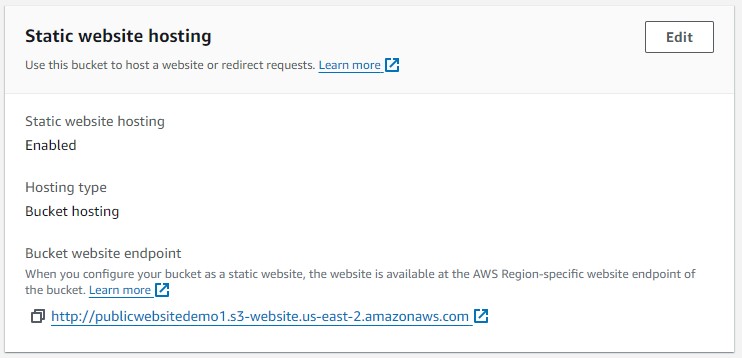 Static website hosting
Edit
Use this bucket to host a website or redirect requests. Learn more
Static website hosting
Enabled
Hosting type
Bucket hosting
Bucket website endpoint
When you configure your bucket as a static website, the website is available at the AWS Region-specific website endpoint of
the bucket. Learn more
http://publicwebsitedemo1.s3-website.us-east-2.amazonaws.com